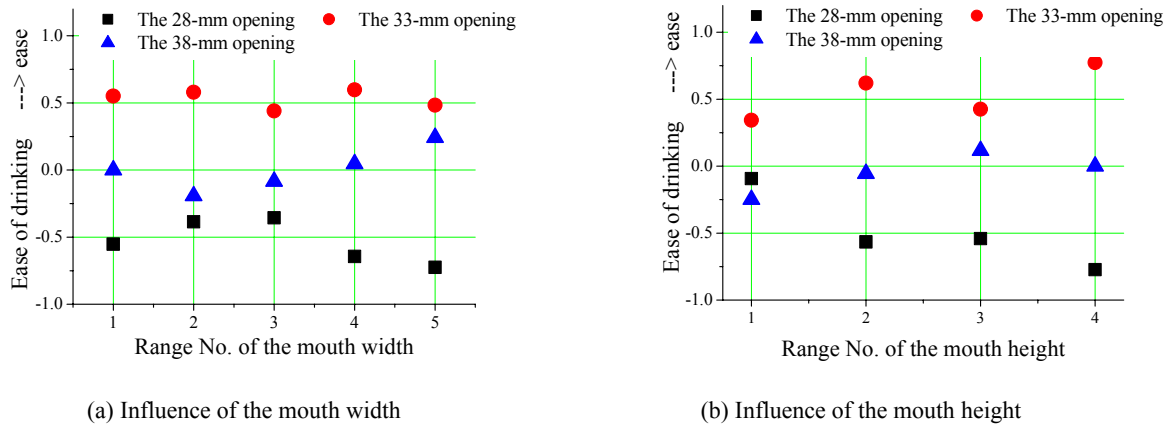 The 28-mm opening
The 33-mm opening
The 38-mm opening
Ease of drinking ---> ease
1.0
0.5
0.0
-0.5
-1.0
1 2 3 4 5
Range No. of the mouth width
(a) Influence of the mouth width
The 28-mm opening
The 33-mm opening
The 38-mm opening
Ease of drinking ---> ease
1.0
0.5
0.0
-0.5
-1.0
1 2 3 4
Range No. of the mouth height
(b) Influence of the mouth height